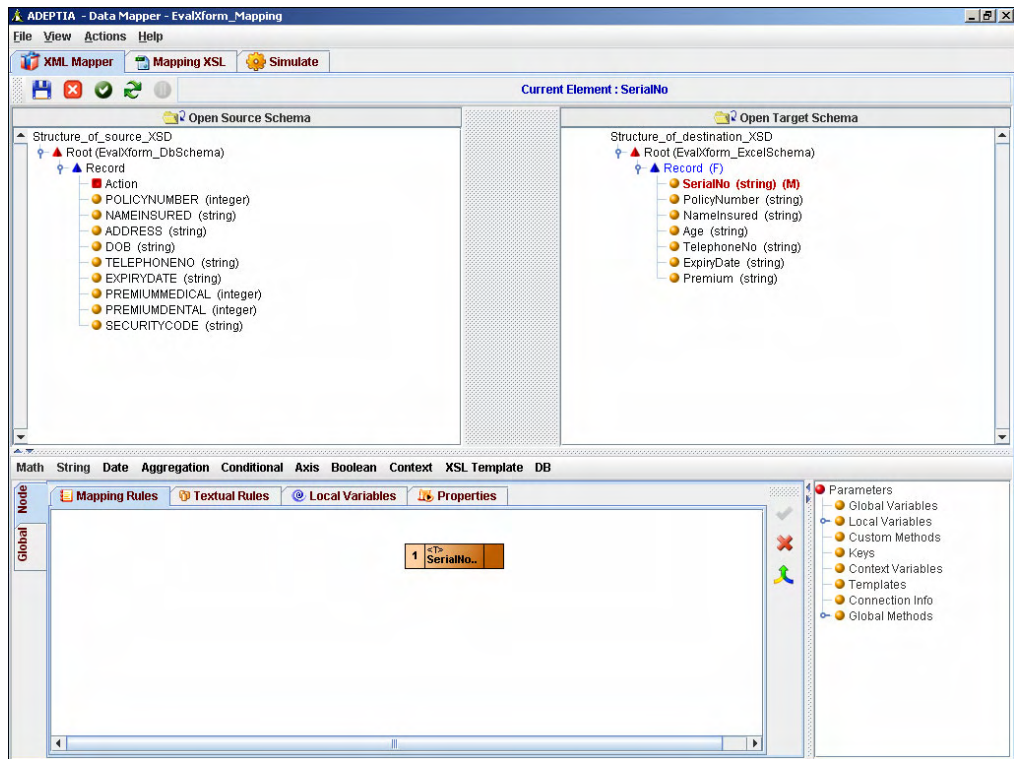 ADEPTIA - Data Mapper - EvalXform_Mapping
File View Actions Help
XML Mapper Mapping XSL Simulate
Current Element : SerialNo
Open Source Schema
Structure_of_source_XSD
Root (EvalXform_DbSchema)
Record
Action
POLICYNUMBER (integer)
NAMEINSURED (string)
ADDRESS (string)
DOB (string)
TELEPHONENO (string)
EXPIRYDATE (string)
PREMIUMMEDICAL (integer)
PREMIUMDENTAL (integer)
SECURITYCODE (string)
Open Target Schema
Structure_of_destination_XSD
Root (EvalXform_ExcelSchema)
Record (F)
SerialNo (string) (M)
PolicyNumber (string)
NameInsured (string)
Age (string)
TelephoneNo (string)
ExpiryDate (string)
Premium (string)
Math String Date Aggregation Conditional Axis Boolean Context XSL Template DB
Node
Global
Mapping Rules Textual Rules Local Variables Properties
1 <T>
SerialNo..
Parameters
Global Variables
Local Variables
Custom Methods
Keys
Context Variables
Templates
Connection Info
Global Methods